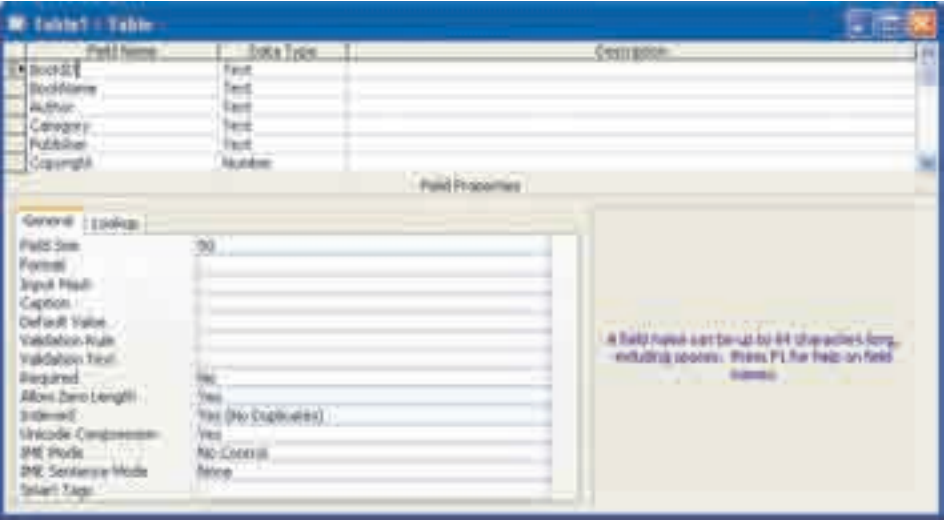 Table1 : Table
Field Name Data Type Description
BookID Text
BookName Text
Author Text
Category Text
Publisher Text
Copyright Number
Field Properties
General Lookup
Field Size 50
Format
Input Mask
Caption
Default Value
Validation Rule
Validation Text
Required No
Allow Zero Length Yes
Indexed Yes (No Duplicates)
Unicode Compression Yes
IME Mode No Control
IME Sentence Mode None
Smart Tags
A field name can be up to 64 characters long,
including spaces. Press F1 for help on field
names.